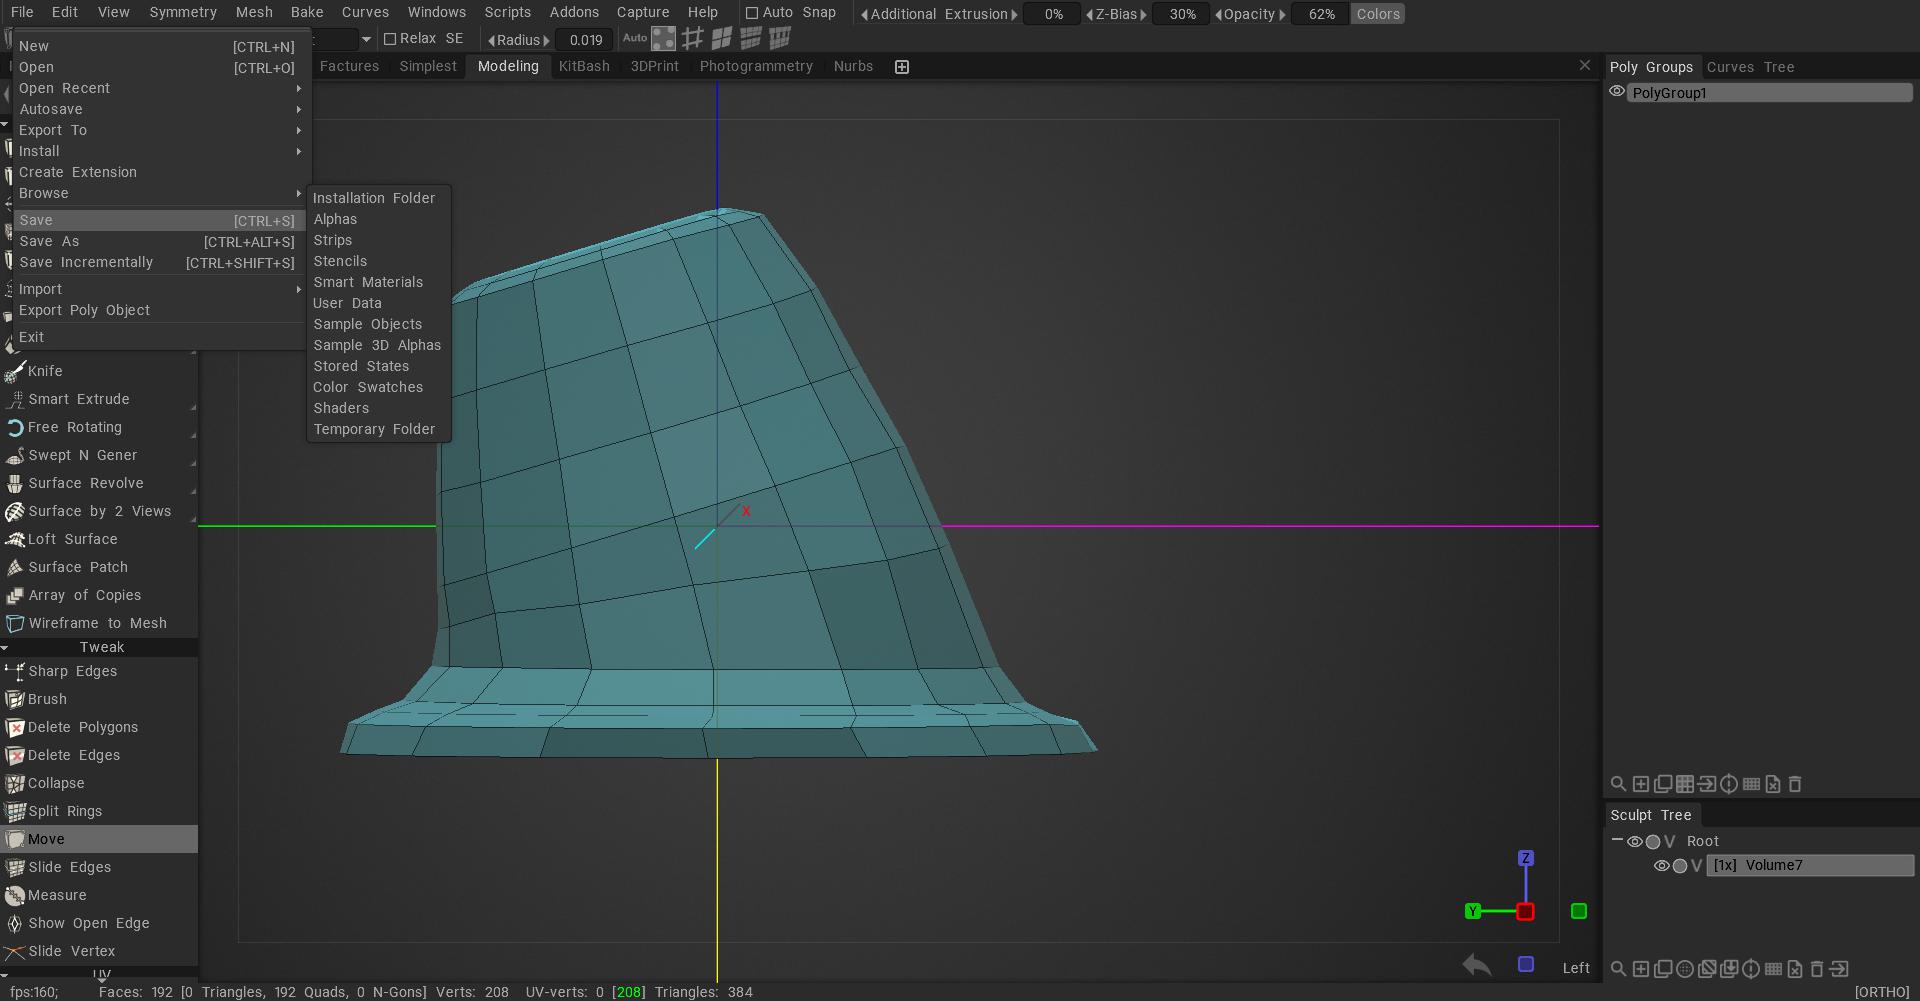 File Edit View Symmetry Mesh Bake Curves Windows Scripts Addons Capture Help Auto Snap Additional Extrusion 0% Z-Bias 30% Opacity 62% Colors
Relax SE Radius 0.019 Auto
Factures Simplest Modeling KitBash 3DPrint Photogrammetry Nurbs
New [CTRL+N]
Open [CTRL+O]
Open Recent
Autosave
Export To
Install
Create Extension
Browse
Save [CTRL+S]
Save As [CTRL+ALT+S]
Save Incrementally [CTRL+SHIFT+S]
Import
Export Poly Object
Exit
Installation Folder
Alphas
Strips
Stencils
Smart Materials
User Data
Sample Objects
Sample 3D Alphas
Stored States
Color Swatches
Shaders
Temporary Folder
Knife
Smart Extrude
Free Rotating
Swept N Gener
Surface Revolve
Surface by 2 Views
Loft Surface
Surface Patch
Array of Copies
Wireframe to Mesh
Tweak
Sharp Edges
Brush
Delete Polygons
Delete Edges
Collapse
Split Rings
Move
Slide Edges
Measure
Show Open Edge
Slide Vertex
UV
X
Z
Y
Left
Poly Groups Curves Tree
PolyGroup1
Sculpt Tree
V Root
V [1x] Volume7
fps:160; Faces: 192 [0 Triangles, 192 Quads, 0 N-Gons] Verts: 208 UV-verts: 0 [208] Triangles: 384 [ORTHO]